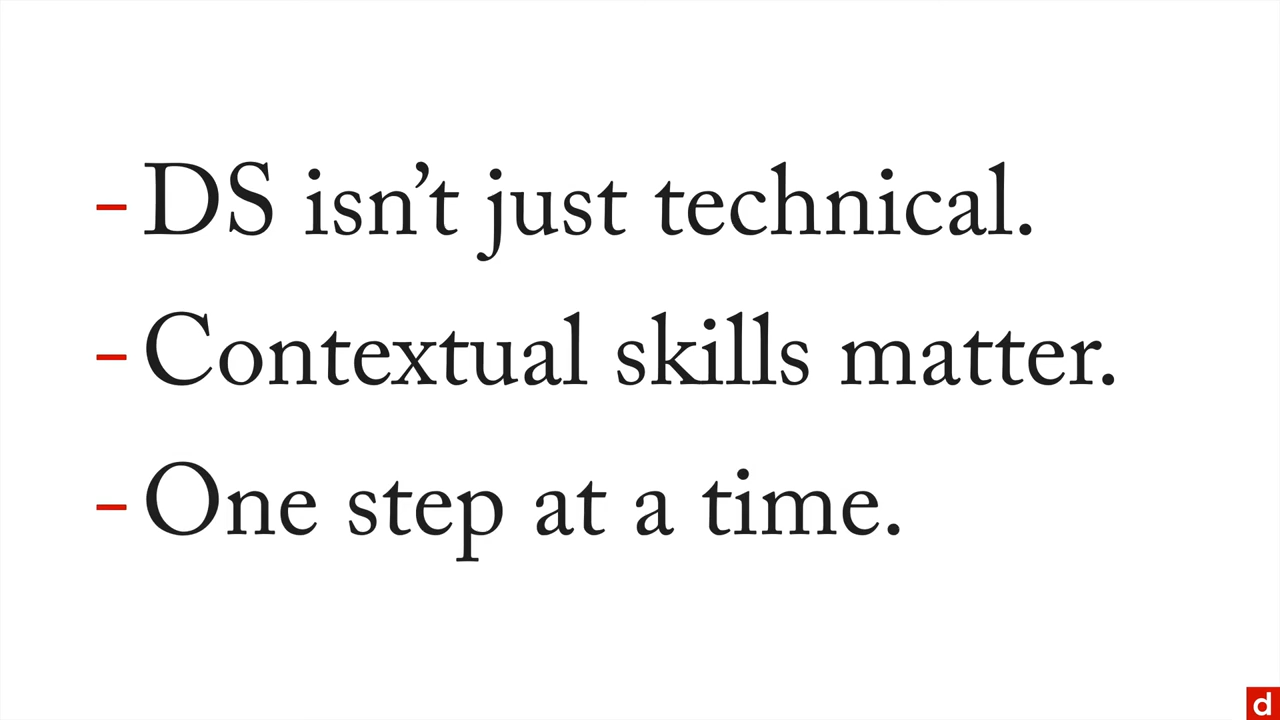 – DS isn’t just technical.
– Contextual skills matter.
– One step at a time.
d